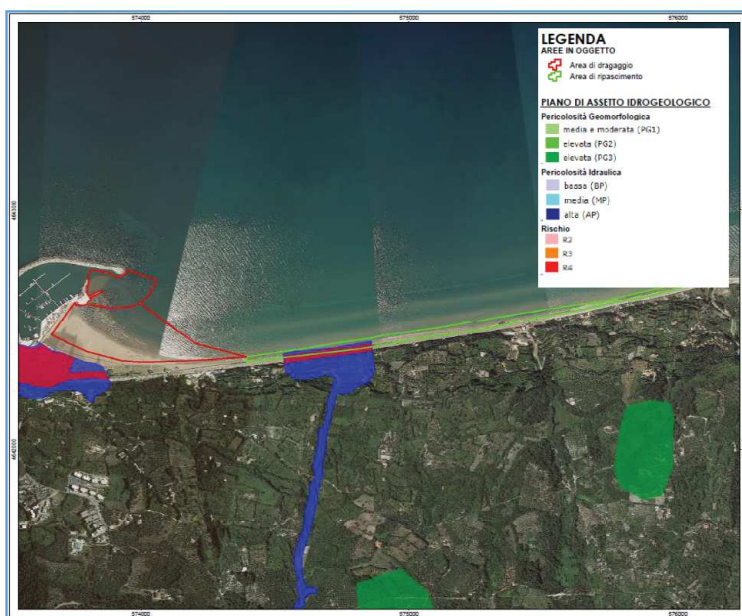 574000 575000 576000
LEGENDA
AREE IN OGGETTO
Area di dragaggio
Area di ripascimento
PIANO DI ASSETTO IDROGEOLOGICO
Pericolosità Geomorfologica
media e moderata (PG1)
elevata (PG2)
elevata (PG3)
Pericolosità Idraulica
bassa (BP)
media (MP)
alta (AP)
Rischio
R2
R3
R4
4642000
574000 575000 576000